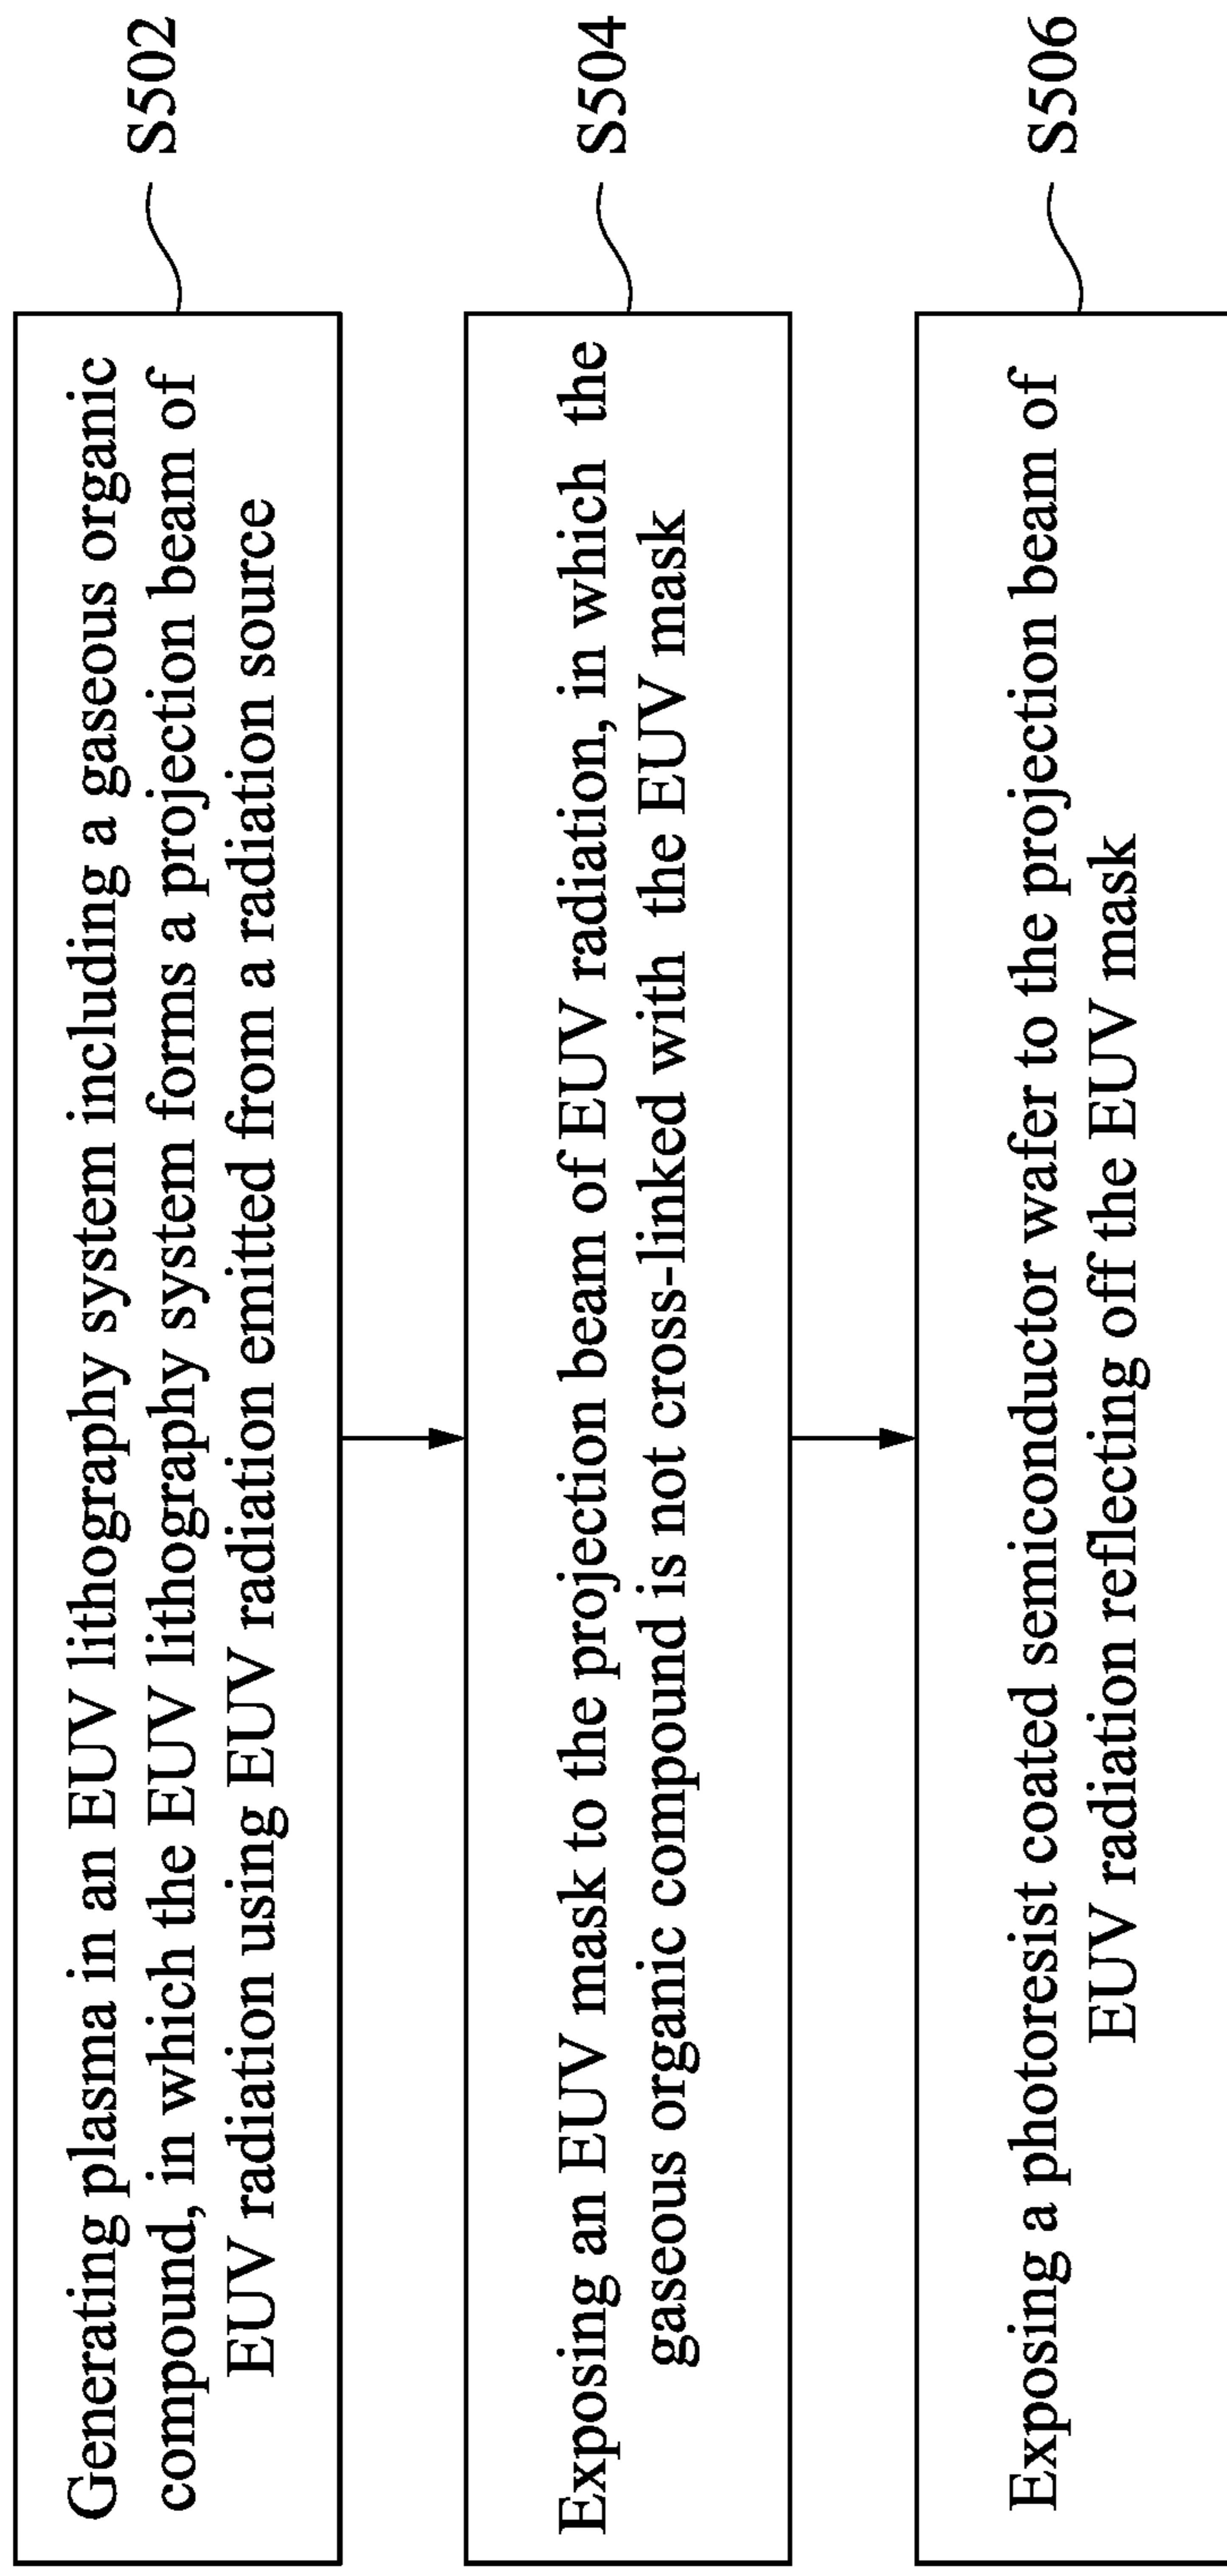 Generating plasma in an EUV lithography system including a gaseous organic
compound, in which the EUV lithography system forms a projection beam of
EUV radiation using EUV radiation emitted from a radiation source
S502
Exposing an EUV mask to the projection beam of EUV radiation, in which the
gaseous organic compound is not cross-linked with the EUV mask
S504
Exposing a photoresist coated semiconductor wafer to the projection beam of
EUV radiation reflecting off the EUV mask
S506